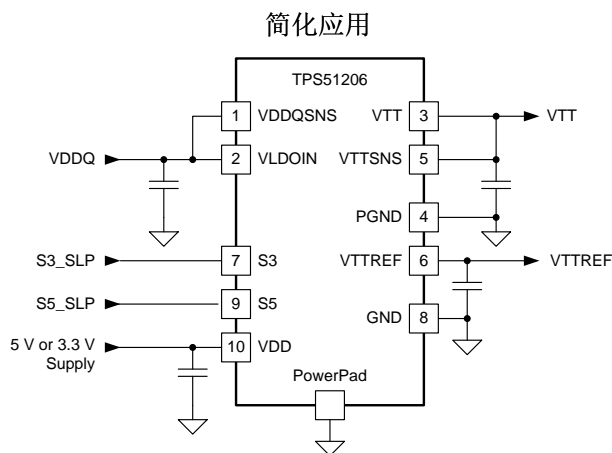 简化应用
TPS51206
1 VDDQSNS VTT 3 VTT
VDDQ 2 VLDOIN VTTSNS 5
PGND 4
S3_SLP 7 S3 VTTREF 6 VTTREF
S5_SLP 9 S5 GND 8
5 V or 3.3 V 10 VDD
Supply
PowerPad